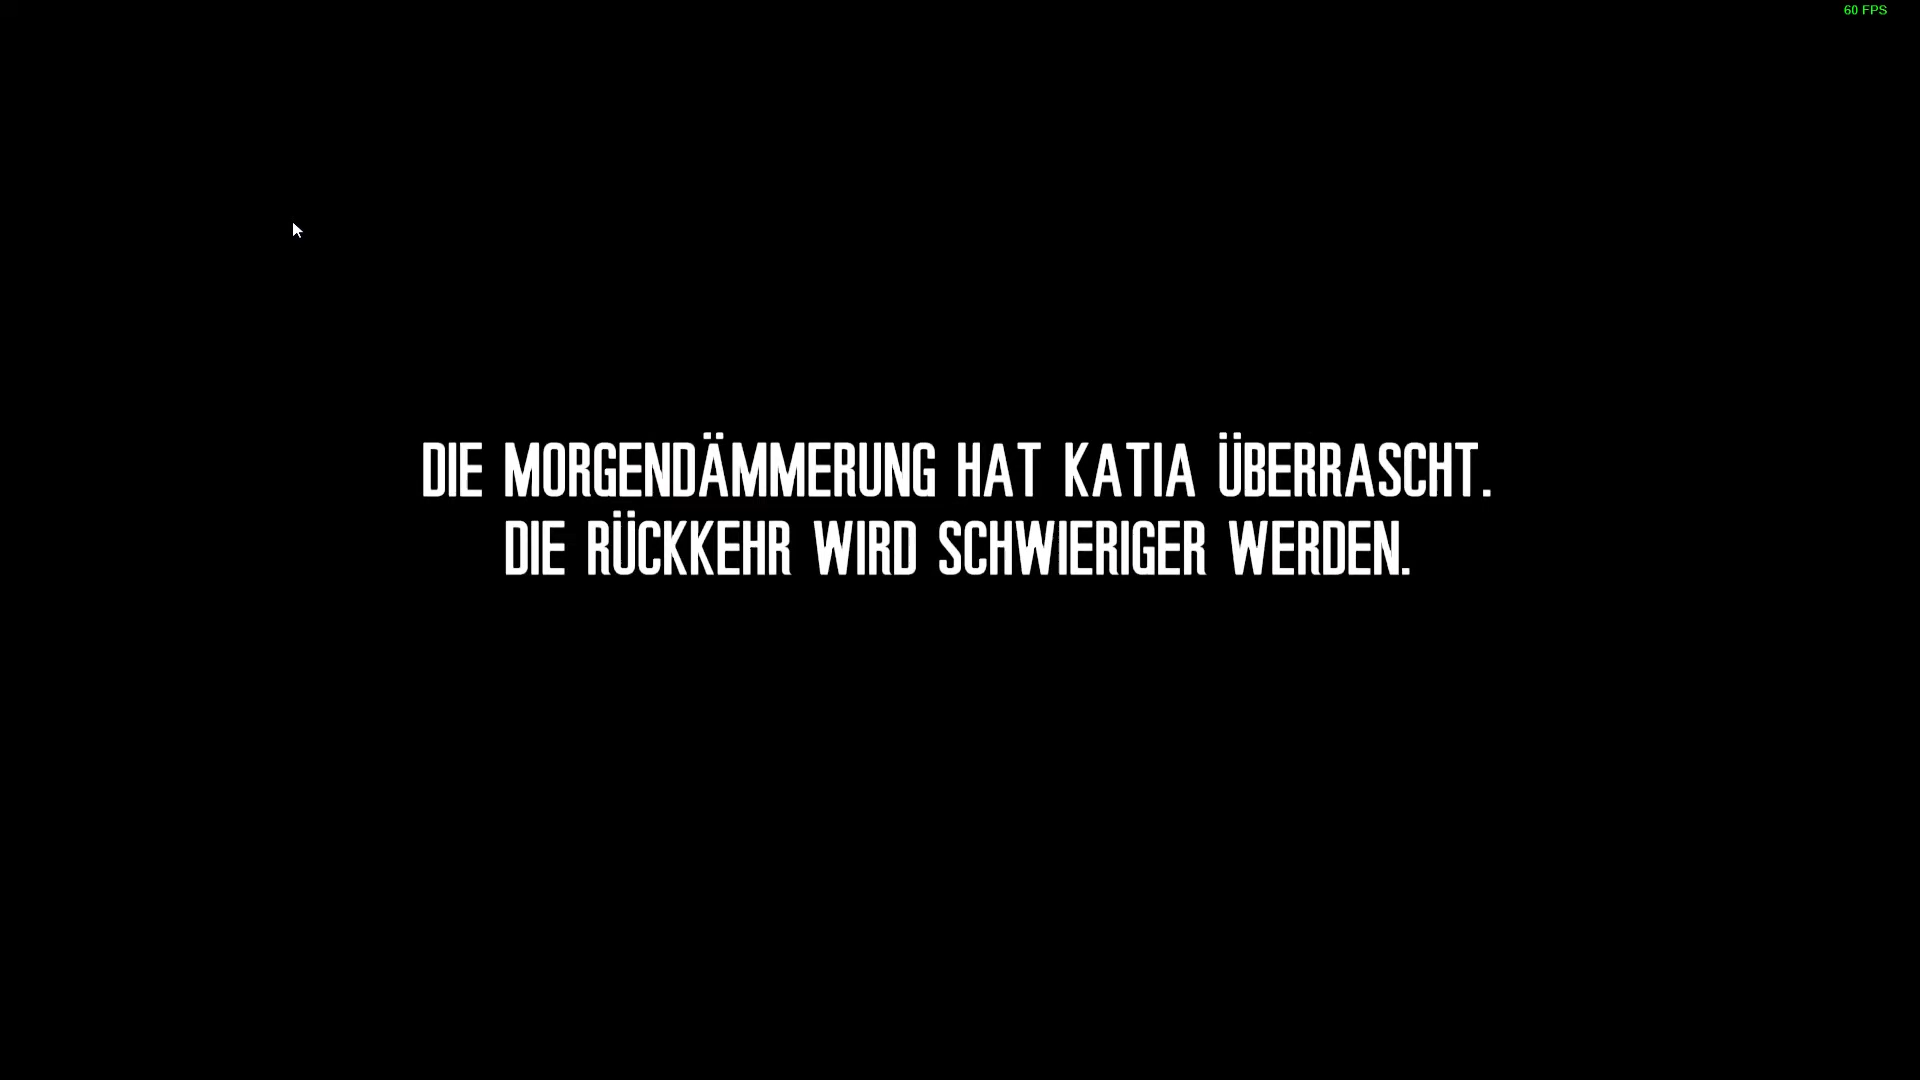 60 FPS
DIE MORGENDÄMMERUNG HAT KATIA ÜBERRASCHT.
DIE RÜCKKEHR WIRD SCHWIERIGER WERDEN.